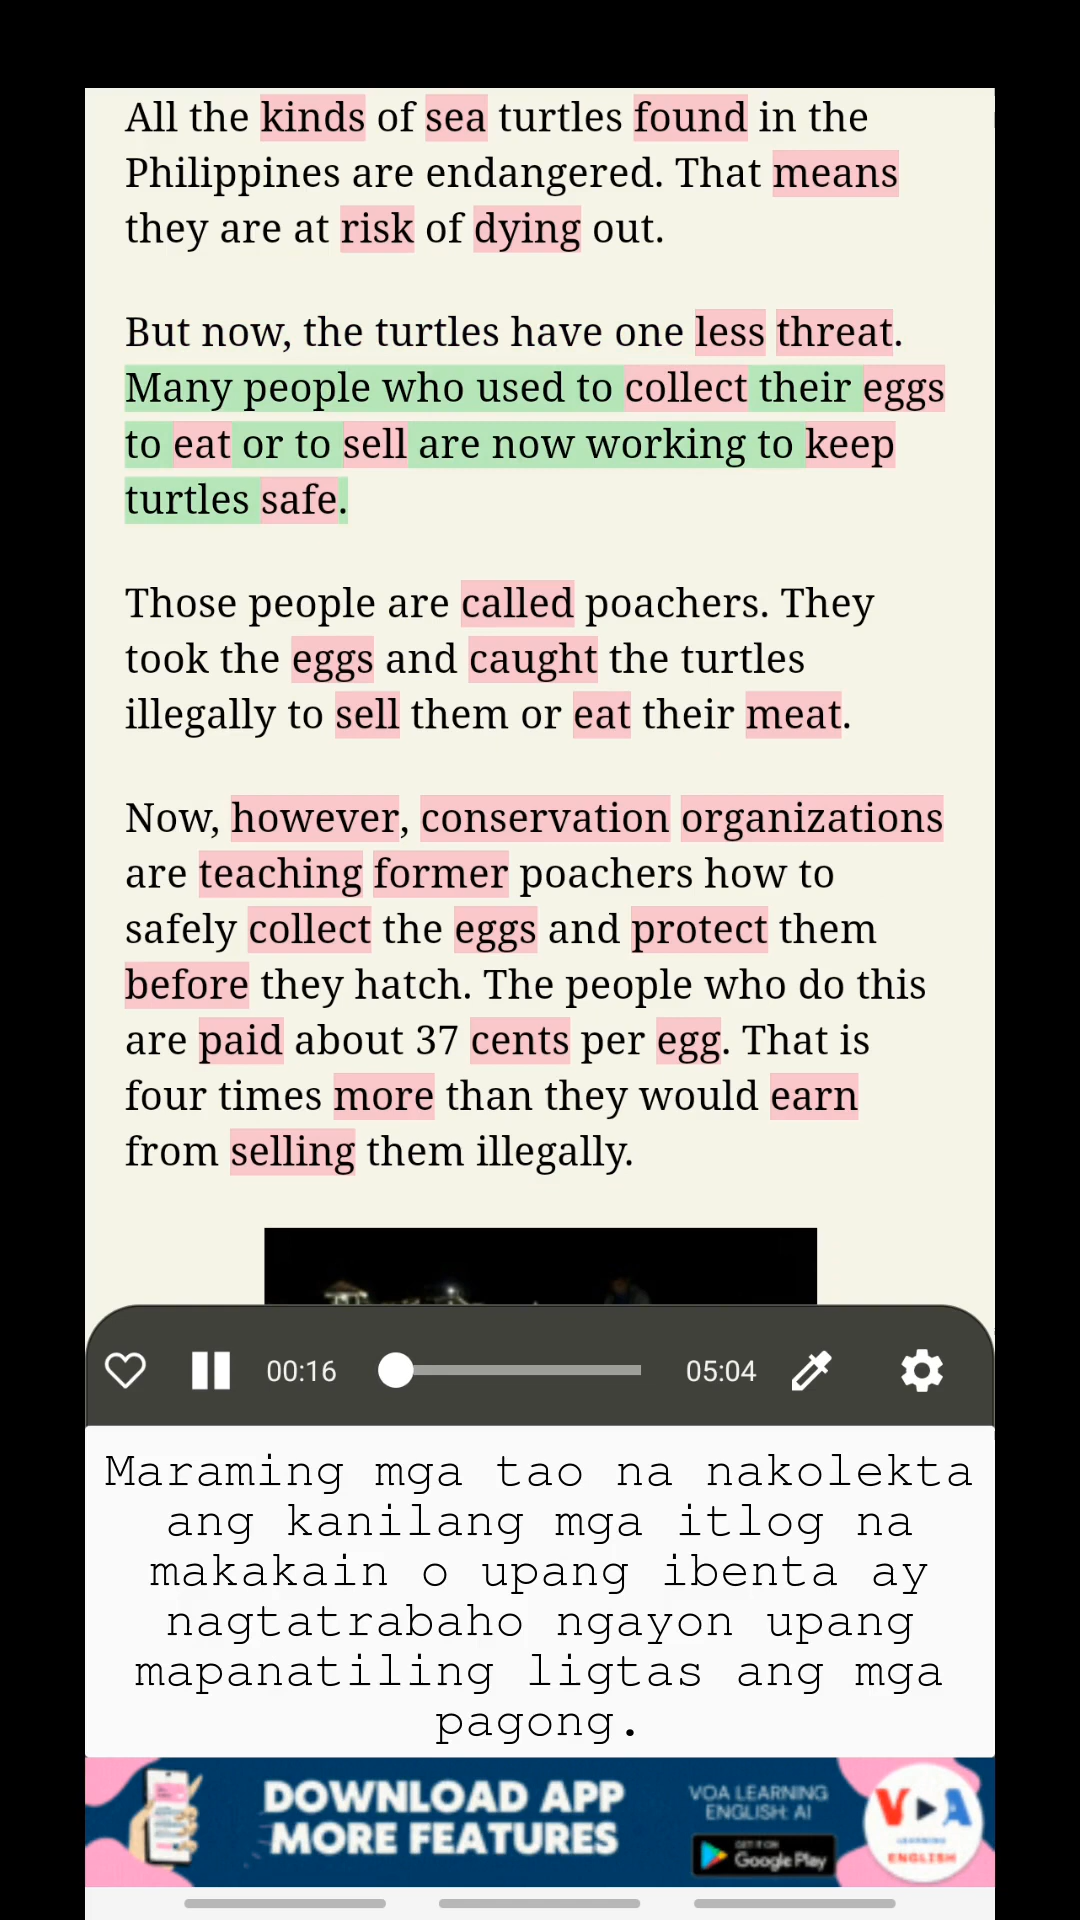 All the kinds of sea turtles found in the
Philippines are endangered. That means
they are at risk of dying out.
But now, the turtles have one less threat.
Many people who used to collect their eggs
to eat or to sell are now working to keep
turtles safe.
Those people are called poachers. They
took the eggs and caught the turtles
illegally to sell them or eat their meat.
Now, however, conservation organizations
are teaching former poachers how to
safely collect the eggs and protect them
before they hatch. The people who do this
are paid about 37 cents per egg. That is
four times more than they would earn
from selling them illegally.
00:16 05:04
Maraming mga tao na nakolekta
ang kanilang mga itlog na
makakain o upang ibenta ay
nagtatrabaho ngayon upang
mapanatiling ligtas ang mga
pagong.
DOWNLOAD APP
MORE FEATURES
VOA LEARNING
ENGLISH: AI
GET IT ON
Google Play
VOA
LEARNING
ENGLISH